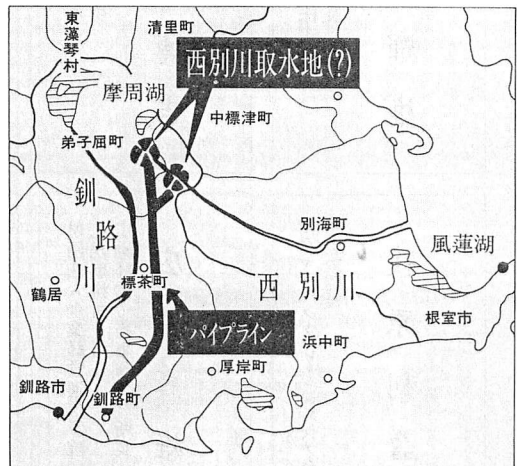 東藻琴村
清里町
西別川取水地(?)
摩周湖
中標津町
弟子屈町
釧路川
別海町
風蓮湖
標茶町
西別川
鶴居
根室市
パイプライン
浜中町
厚岸町
釧路市
釧路町